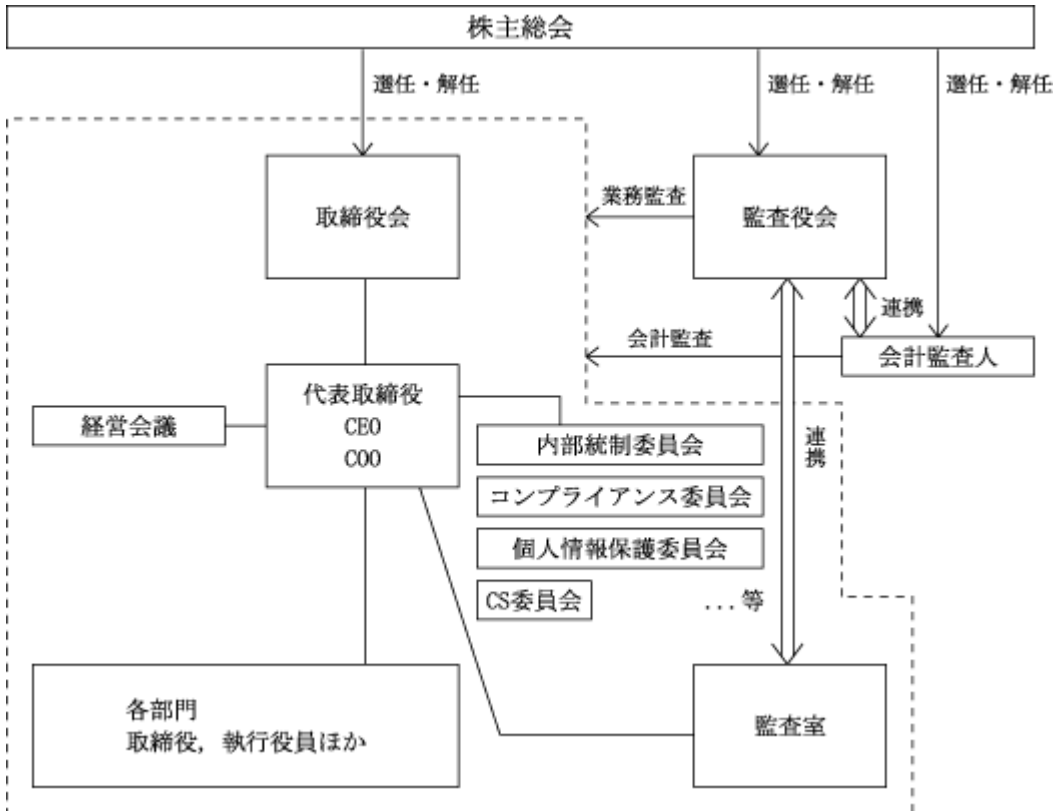 株主総会
選任・解任
選任・解任
選任・解任
取締役会
業務監査
監査役会
連携
会計監査
会計監査人
代表取締役
CEO
COO
経営会議
内部統制委員会
連携
コンプライアンス委員会
個人情報保護委員会
CS委員会
...等
各部門
取締役，執行役員ほか
監査室